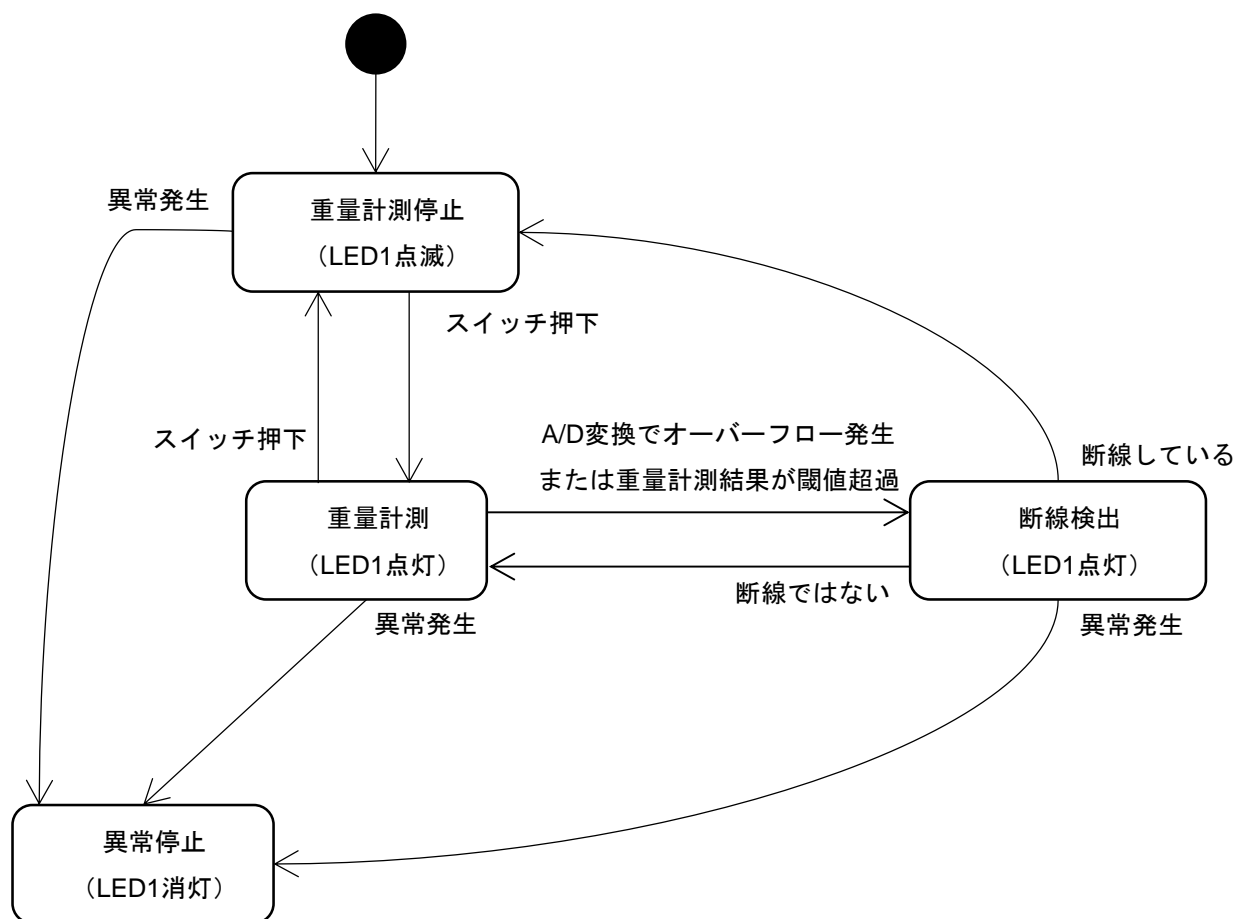 異常発生
重量計測停止
（LED1点滅）
スイッチ押下
スイッチ押下
A/D変換でオーバーフロー発生
または重量計測結果が閾値超過
断線している
重量計測
（LED1点灯）
断線検出
（LED1点灯）
断線ではない
異常発生
異常発生
異常停止
（LED1消灯）